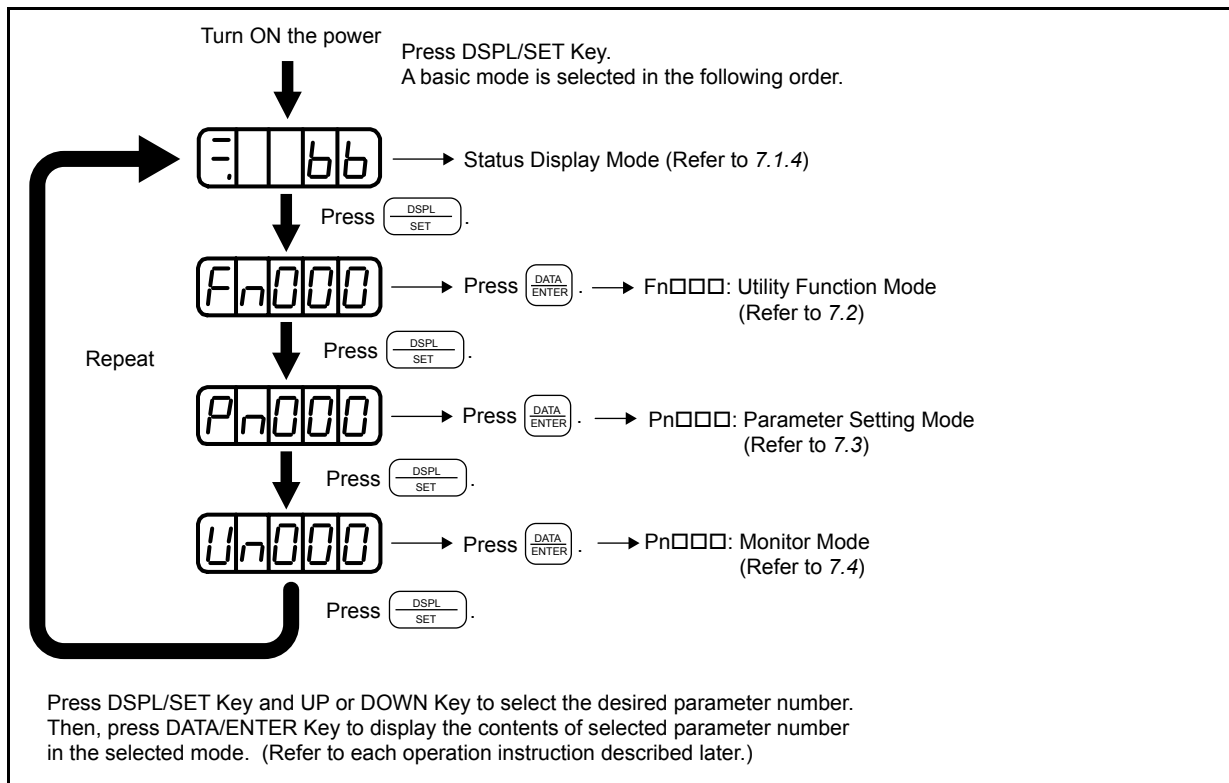 Turn ON the power
Press DSPL/SET Key.
A basic mode is selected in the following order.
bb
Status Display Mode (Refer to 7.1.4)
Press DSPL
SET .
Fn000
Press DATA
ENTER .
Fn□□□: Utility Function Mode
(Refer to 7.2)
Repeat
Press DSPL
SET .
Pn000
Press DATA
ENTER .
Pn□□□: Parameter Setting Mode
(Refer to 7.3)
Press DSPL
SET .
Un000
Press DATA
ENTER .
Pn□□□: Monitor Mode
(Refer to 7.4)
Press DSPL
SET .
Press DSPL/SET Key and UP or DOWN Key to select the desired parameter number.
Then, press DATA/ENTER Key to display the contents of selected parameter number
in the selected mode.  (Refer to each operation instruction described later.)